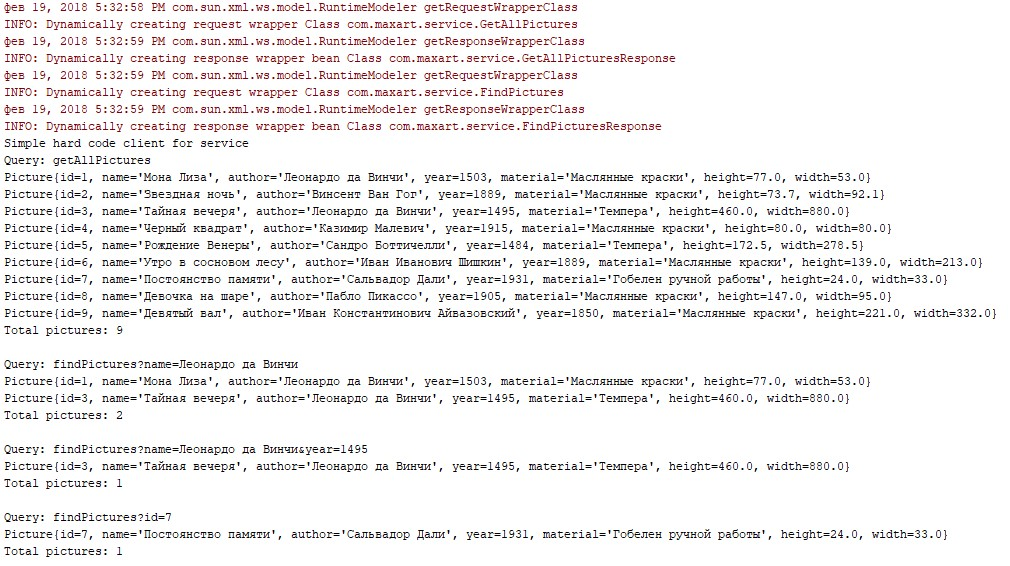 фев 19, 2018 5:32:58 PM com.sun.xml.ws.model.RuntimeModeler getRequestWrapperClass
INFO: Dynamically creating request wrapper Class com.maxart.service.GetAllPictures
фев 19, 2018 5:32:59 PM com.sun.xml.ws.model.RuntimeModeler getResponseWrapperClass
INFO: Dynamically creating response wrapper bean Class com.maxart.service.GetAllPicturesResponse
фев 19, 2018 5:32:59 PM com.sun.xml.ws.model.RuntimeModeler getRequestWrapperClass
INFO: Dynamically creating request wrapper Class com.maxart.service.FindPictures
фев 19, 2018 5:32:59 PM com.sun.xml.ws.model.RuntimeModeler getResponseWrapperClass
INFO: Dynamically creating response wrapper bean Class com.maxart.service.FindPicturesResponse
Simple hard code client for service
Query: getAllPictures
Picture{id=1, name='Мона Лиза', author='Леонардо да Винчи', year=1503, material='Маслянные краски', height=77.0, width=53.0}
Picture{id=2, name='Звездная ночь', author='Винсент Ван Гог', year=1889, material='Маслянные краски', height=73.7, width=92.1}
Picture{id=3, name='Тайная вечеря', author='Леонардо да Винчи', year=1495, material='Темпера', height=460.0, width=880.0}
Picture{id=4, name='Черный квадрат', author='Казимир Малевич', year=1915, material='Маслянные краски', height=80.0, width=80.0}
Picture{id=5, name='Рождение Венеры', author='Сандро Боттичелли', year=1484, material='Темпера', height=172.5, width=278.5}
Picture{id=6, name='Утро в сосновом лесу', author='Иван Иванович Шишкин', year=1889, material='Маслянные краски', height=139.0, width=213.0}
Picture{id=7, name='Постоянство памяти', author='Сальвадор Дали', year=1931, material='Гобелен ручной работы', height=24.0, width=33.0}
Picture{id=8, name='Девочка на шаре', author='Пабло Пикассо', year=1905, material='Маслянные краски', height=147.0, width=95.0}
Picture{id=9, name='Девятый вал', author='Иван Константинович Айвазовский', year=1850, material='Маслянные краски', height=221.0, width=332.0}
Total pictures: 9
Query: findPictures?name=Леонардо да Винчи
Picture{id=1, name='Мона Лиза', author='Леонардо да Винчи', year=1503, material='Маслянные краски', height=77.0, width=53.0}
Picture{id=3, name='Тайная вечеря', author='Леонардо да Винчи', year=1495, material='Темпера', height=460.0, width=880.0}
Total pictures: 2
Query: findPictures?name=Леонардо да Винчи&year=1495
Picture{id=3, name='Тайная вечеря', author='Леонардо да Винчи', year=1495, material='Темпера', height=460.0, width=880.0}
Total pictures: 1
Query: findPictures?id=7
Picture{id=7, name='Постоянство памяти', author='Сальвадор Дали', year=1931, material='Гобелен ручной работы', height=24.0, width=33.0}
Total pictures: 1